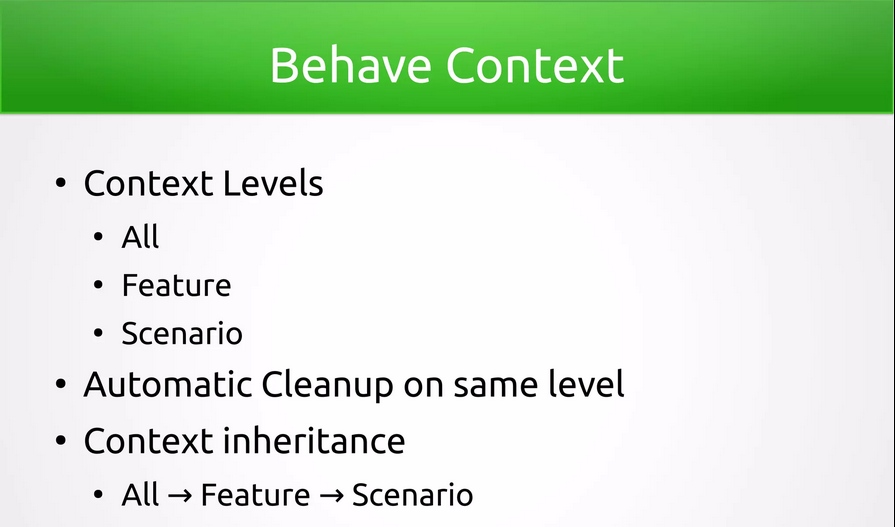 Behave Context
• Context Levels
• All
• Feature
• Scenario
• Automatic Cleanup on same level
• Context inheritance
• All → Feature → Scenario